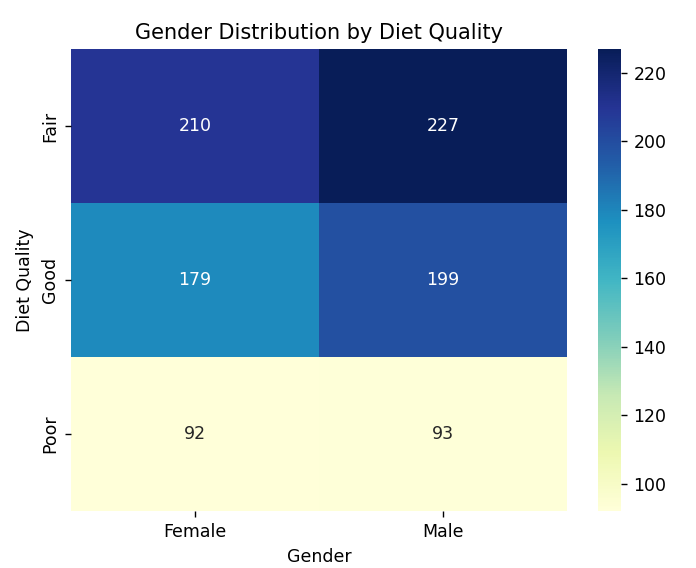 Gender Distribution by Diet Quality
Diet Quality
Fair
210 227
Good
179 199
Poor
92 93
Female Male
Gender
220
200
180
160
140
120
100